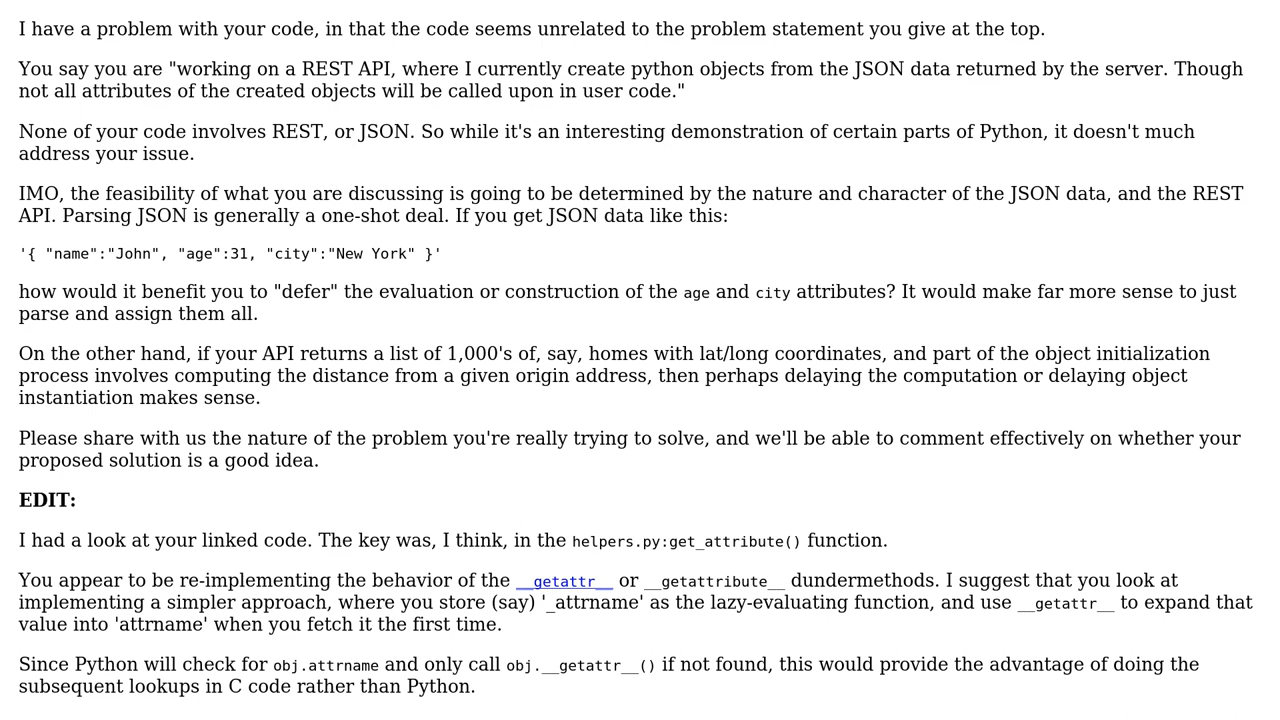 I have a problem with your code, in that the code seems unrelated to the problem statement you give at the top.
You say you are "working on a REST API, where I currently create python objects from the JSON data returned by the server. Though
not all attributes of the created objects will be called upon in user code."
None of your code involves REST, or JSON. So while it's an interesting demonstration of certain parts of Python, it doesn't much
address your issue.
IMO, the feasibility of what you are discussing is going to be determined by the nature and character of the JSON data, and the REST
API. Parsing JSON is generally a one-shot deal. If you get JSON data like this:
'{ "name":"John", "age":31, "city":"New York" }'
how would it benefit you to "defer" the evaluation or construction of the age and city attributes? It would make far more sense to just
parse and assign them all.
On the other hand, if your API returns a list of 1,000's of, say, homes with lat/long coordinates, and part of the object initialization
process involves computing the distance from a given origin address, then perhaps delaying the computation or delaying object
instantiation makes sense.
Please share with us the nature of the problem you're really trying to solve, and we'll be able to comment effectively on whether your
proposed solution is a good idea.
EDIT:
I had a look at your linked code. The key was, I think, in the helpers.py:get_attribute() function.
You appear to be re-implementing the behavior of the __getattr__ or __getattribute__ dundermethods. I suggest that you look at
implementing a simpler approach, where you store (say) '_attrname' as the lazy-evaluating function, and use __getattr__ to expand that
value into 'attrname' when you fetch it the first time.
Since Python will check for obj.attrname and only call obj.__getattr__() if not found, this would provide the advantage of doing the
subsequent lookups in C code rather than Python.